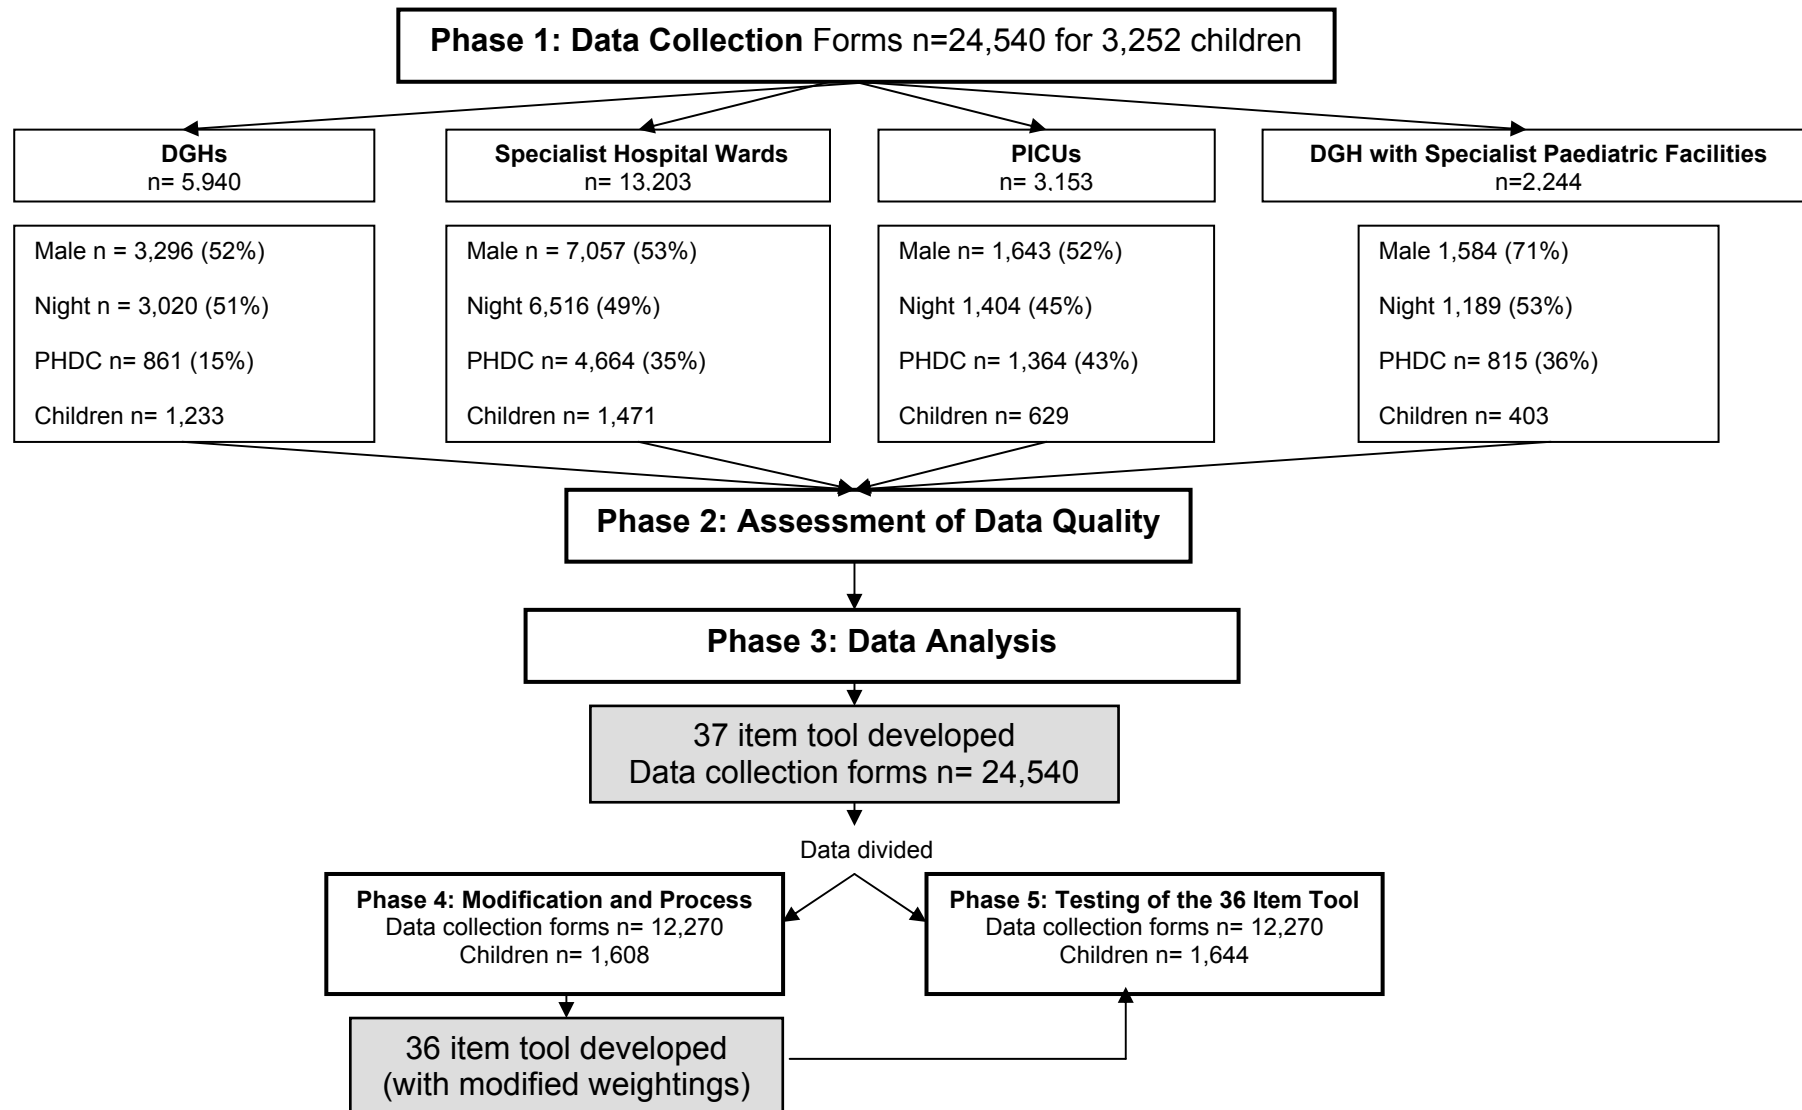 Phase 1: Data Collection Forms n=24,540 for 3,252 children
DGHs
n= 5,940
Specialist Hospital Wards
n= 13,203
PICUs
n= 3,153
DGH with Specialist Paediatric Facilities
n=2,244
Male n = 3,296 (52%)
Night n = 3,020 (51%)
PHDC n= 861 (15%)
Children n= 1,233
Male n = 7,057 (53%)
Night 6,516 (49%)
PHDC n= 4,664 (35%)
Children n= 1,471
Male n= 1,643 (52%)
Night 1,404 (45%)
PHDC n= 1,364 (43%)
Children n= 629
Male 1,584 (71%)
Night 1,189 (53%)
PHDC n= 815 (36%)
Children n= 403
Phase 2: Assessment of Data Quality
Phase 3: Data Analysis
37 item tool developed
Data collection forms n= 24,540
Data divided
Phase 4: Modification and Process
Data collection forms n= 12,270
Children n= 1,608
Phase 5: Testing of the 36 Item Tool
Data collection forms n= 12,270
Children n= 1,644
36 item tool developed
(with modified weightings)